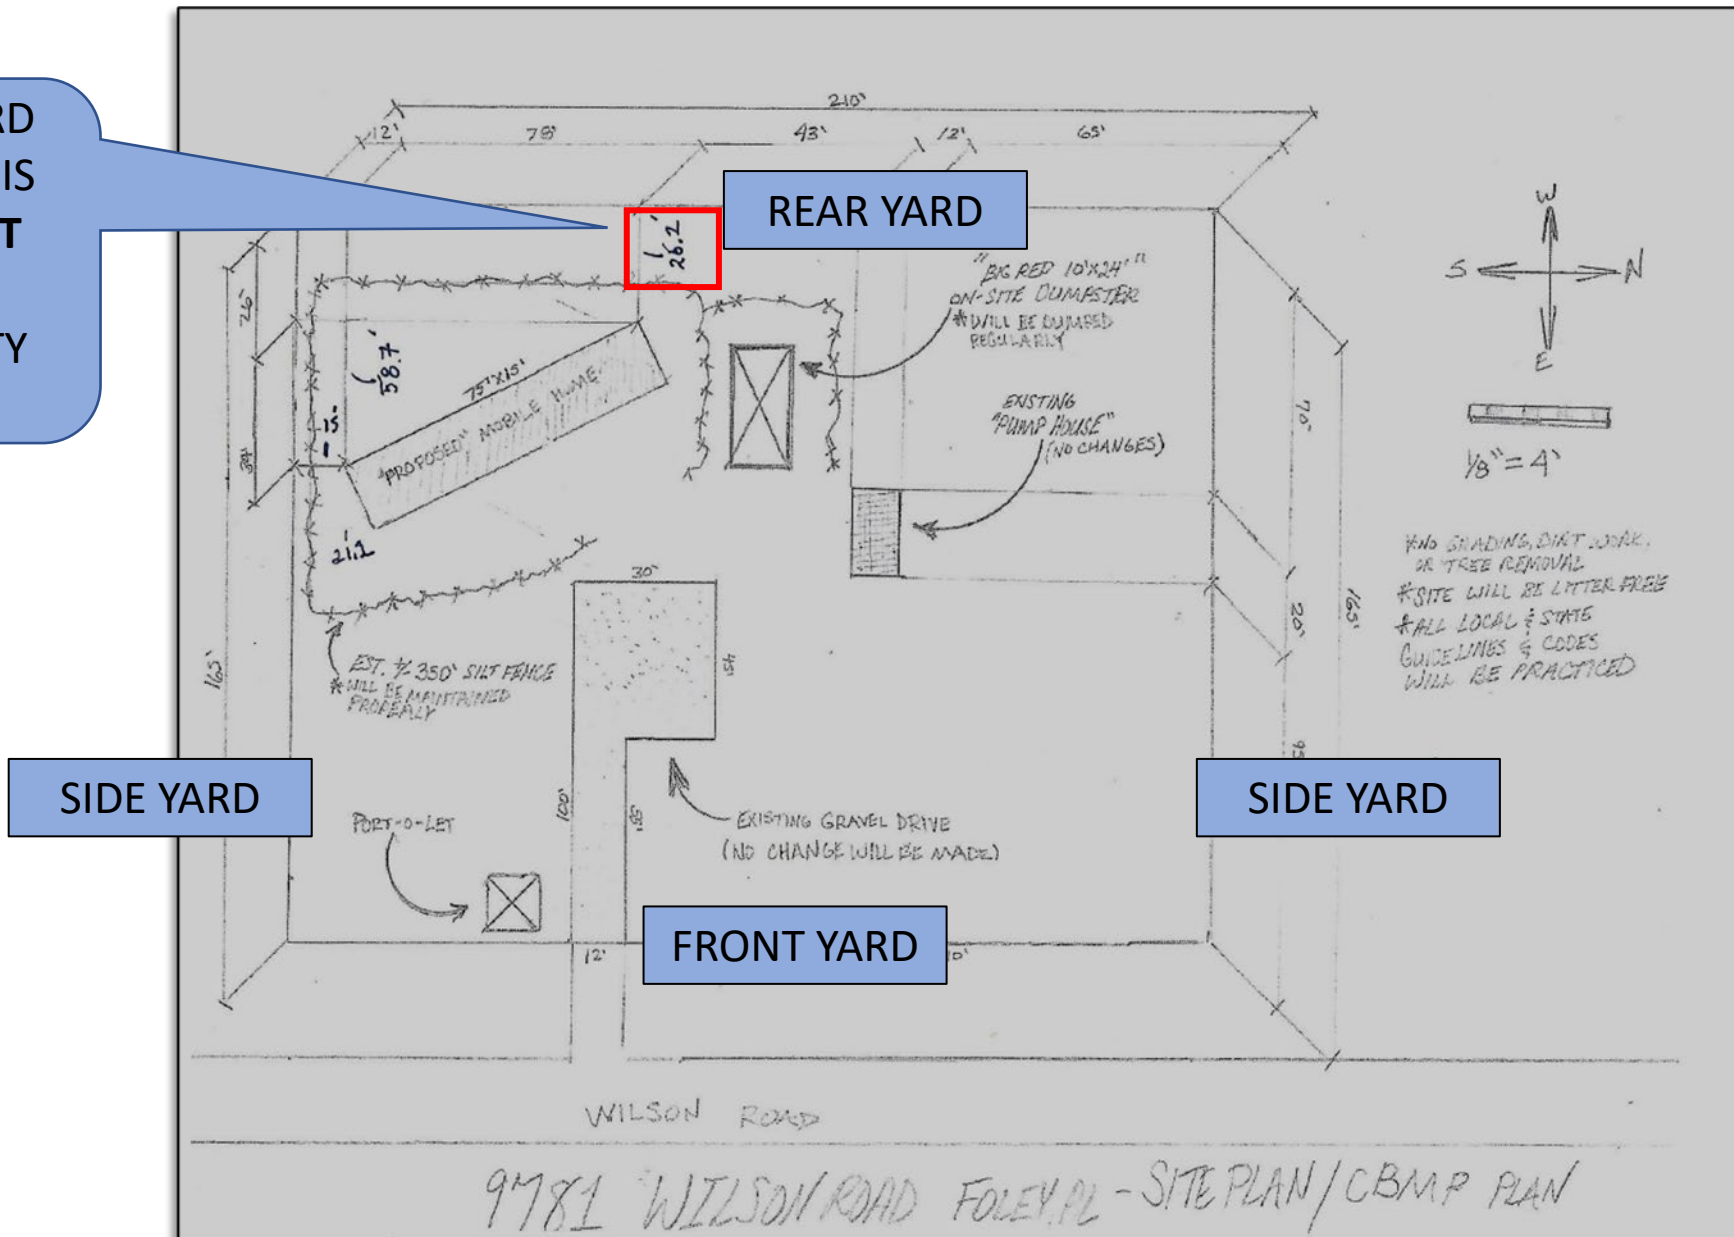 RD
IS
T
TY
210'
12'
78'
43'
12'
65'
REAR YARD
26.2'
W
S
N
E
"BIG RED 10'X24'"
ON-SITE DUMPSTER
* WILL BE DUMPED
REGULARLY
26'
58.7'
75'X15'
"PROPOSED" MOBILE HOME
15'
EXISTING
"PUMP HOUSE"
(NO CHANGES)
70'
1/8" = 4'
21.2'
30'
45'
20'
165'
*NO GRADING, DIRT WORK,
OR TREE REMOVAL
*SITE WILL BE LITTER FREE
*ALL LOCAL & STATE
GUIDELINES & CODES
WILL BE PRACTICED
165'
EST. +/- 350' SILT FENCE
*WILL BE MAINTAINED
PROPERLY
SIDE YARD
SIDE YARD
PORT-O-LET
100'
EXISTING GRAVEL DRIVE
(NO CHANGE WILL BE MADE)
12'
FRONT YARD
WILSON ROAD
9781 WILSON ROAD FOLEY, AL - SITE PLAN / CBMP PLAN